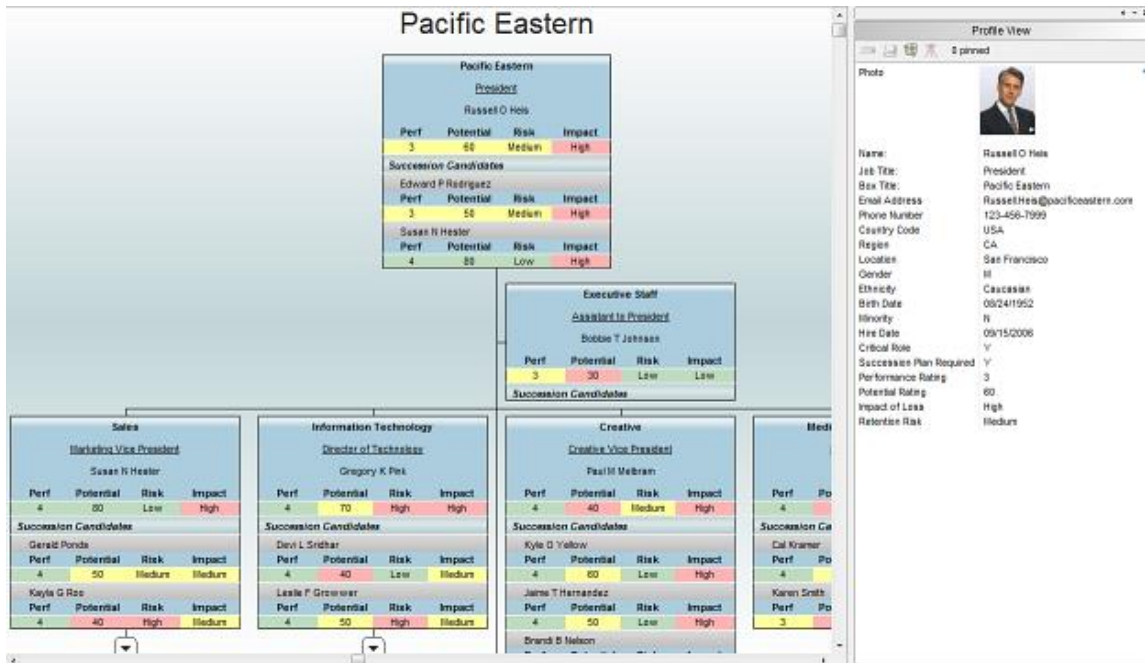 Pacific Eastern
Pacific Eastern
President
Russell O Heis
Perf Potential Risk Impact
3 60 Medium High
Succession Candidates
Edward P Rodriguez
3 50 Medium High
Susan N Hester
Perf Potential Risk Impact
4 80 Low High
Executive Staff
Assistant to President
Bobbie T Johnson
Perf Potential Risk Impact
3 30 Low Low
Succession Candidates
Sales
Marketing Vice President
Susan N Hester
Perf Potential Risk Impact
4 80 Low High
Succession Candidates
Gerald Ponds
Perf Potential Risk Impact
4 50 Medium Medium
Kayla G Roo
Perf Potential Risk Impact
4 40 High Medium
Information Technology
Director of Technology
Gregory K Pink
Perf Potential Risk Impact
4 70 High High
Succession Candidates
Devi L Sridhar
Perf Potential Risk Impact
4 40 Low Medium
Leslie F
Perf Potential Risk Impact
4 50 High Medium
Creative
Creative Vice President
Paul M Melbram
Perf Potential Risk Impact
4 40 Medium High
Succession Candidates
Kyle G Yellow
Perf Potential Risk Impact
4 60 Low High
Jaime T Hernandez
Perf Potential Risk Impact
4 50 Low High
Brandi B Nelson
Medi
Perf Po
4
Succession Ca
Cal Kramer
Perf Po
4
Karen Smith
Perf Po
3
Profile View
0 pinned
Photo
Name: Russell O Heis
Job Title: President
Box Title: Pacific Eastern
Email Address Russell.Heis@pacificeastern.com
Phone Number 123-456-7999
Country Code USA
Region CA
Location San Francisco
Gender M
Ethnicity Caucasian
Birth Date 08/24/1952
Minority N
Hire Date 09/15/2006
Critical Role Y
Succession Plan Required Y
Performance Rating 3
Potential Rating 60
Impact of Loss High
Retention Risk Medium